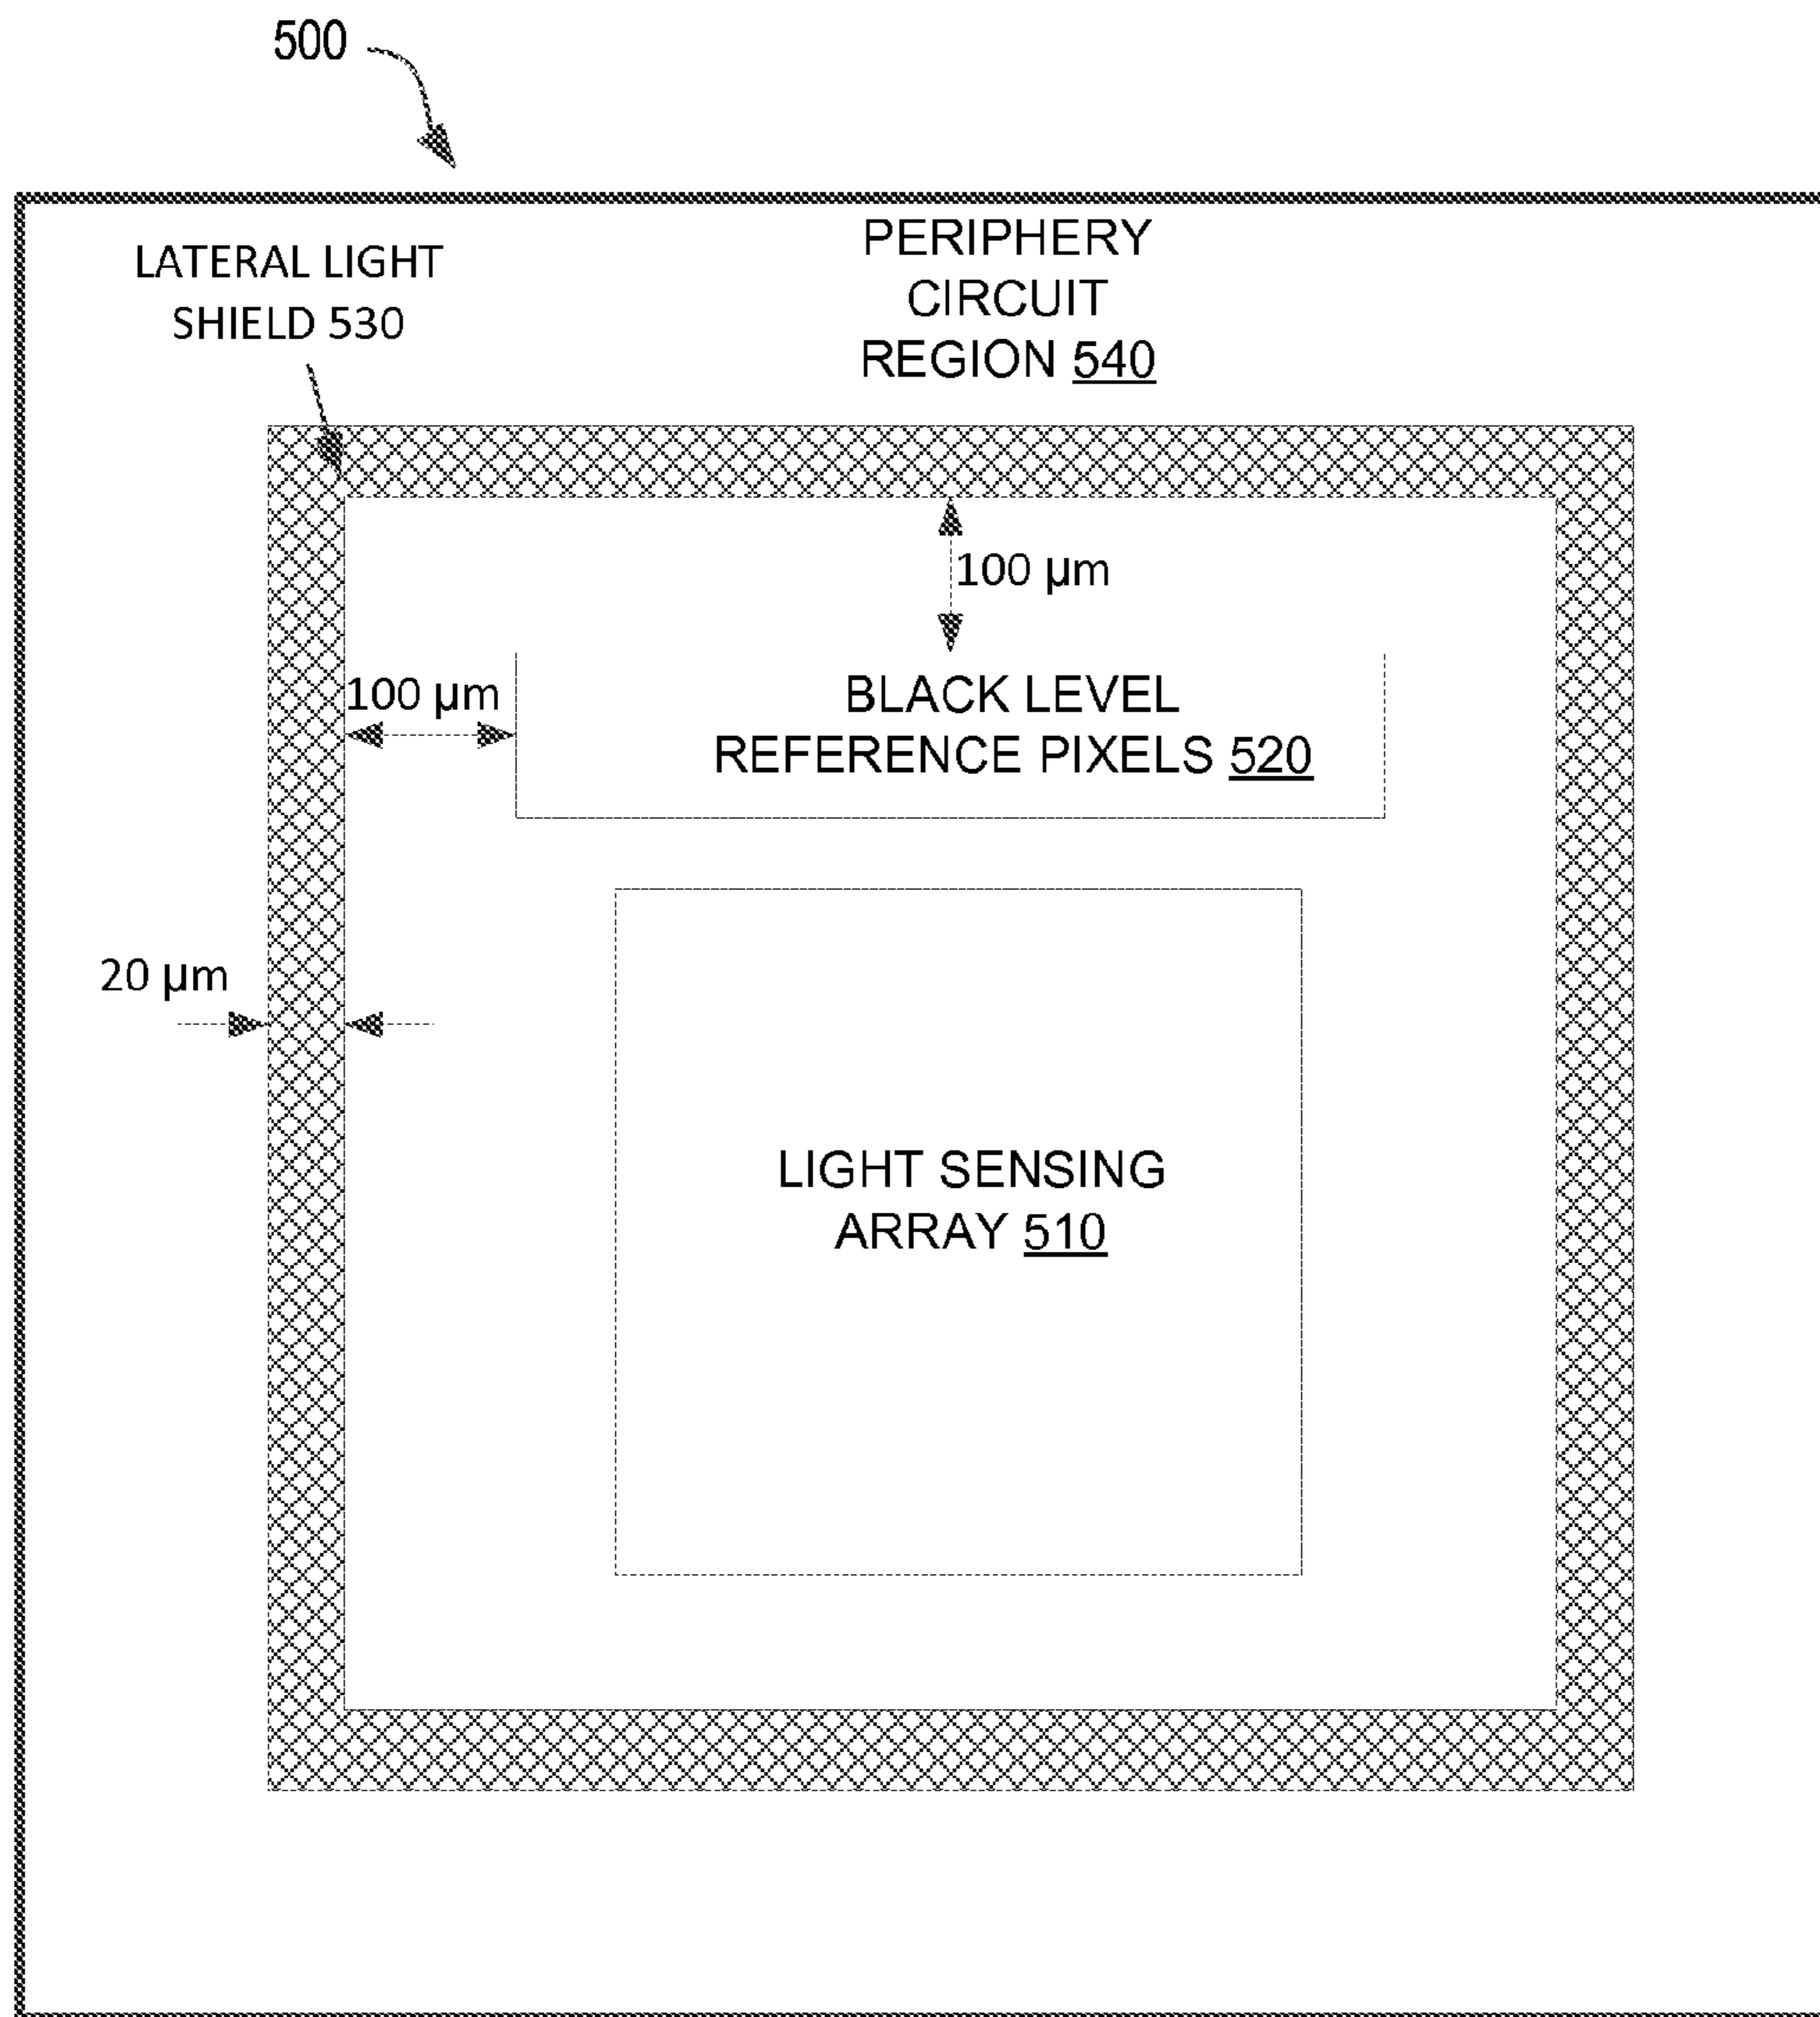 500
LATERAL LIGHT
SHIELD 530
PERIPHERY
CIRCUIT
REGION 540
100 μm
100 μm
BLACK LEVEL
REFERENCE PIXELS 520
20 μm
LIGHT SENSING
ARRAY 510